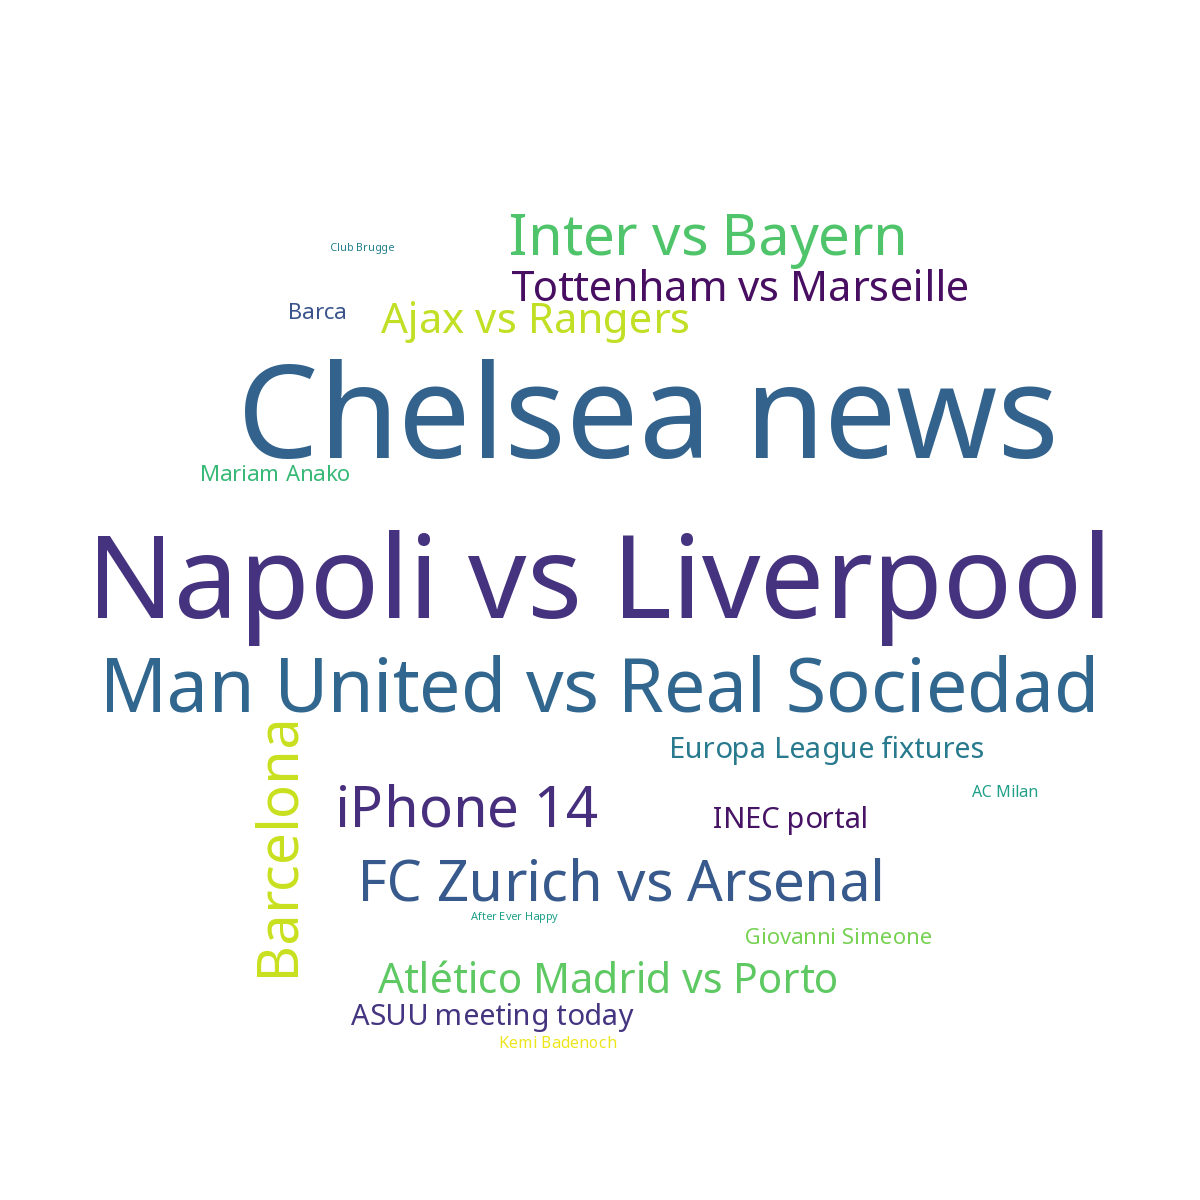 Inter vs Bayern
Club Brugge
Tottenham vs Marseille
Barca
Ajax vs Rangers
Chelsea news
Mariam Anako
Napoli vs Liverpool
Man United vs Real Sociedad
Barcelona
Europa League fixtures
AC Milan
iPhone 14
INEC portal
FC Zurich vs Arsenal
After Ever Happy
Giovanni Simeone
Atlético Madrid vs Porto
ASUU meeting today
Kemi Badenoch